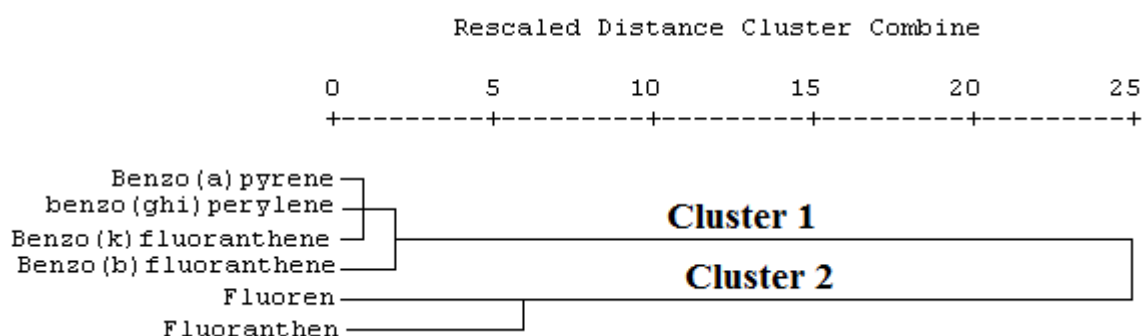 Rescaled Distance Cluster Combine
0 5 10 15 20 25
+---------+---------+---------+---------+---------+
Benzo(a)pyrene
benzo(ghi)perylene
Cluster 1
Benzo(k)fluoranthene
Benzo(b)fluoranthene
Cluster 2
Fluoren
Fluoranthen